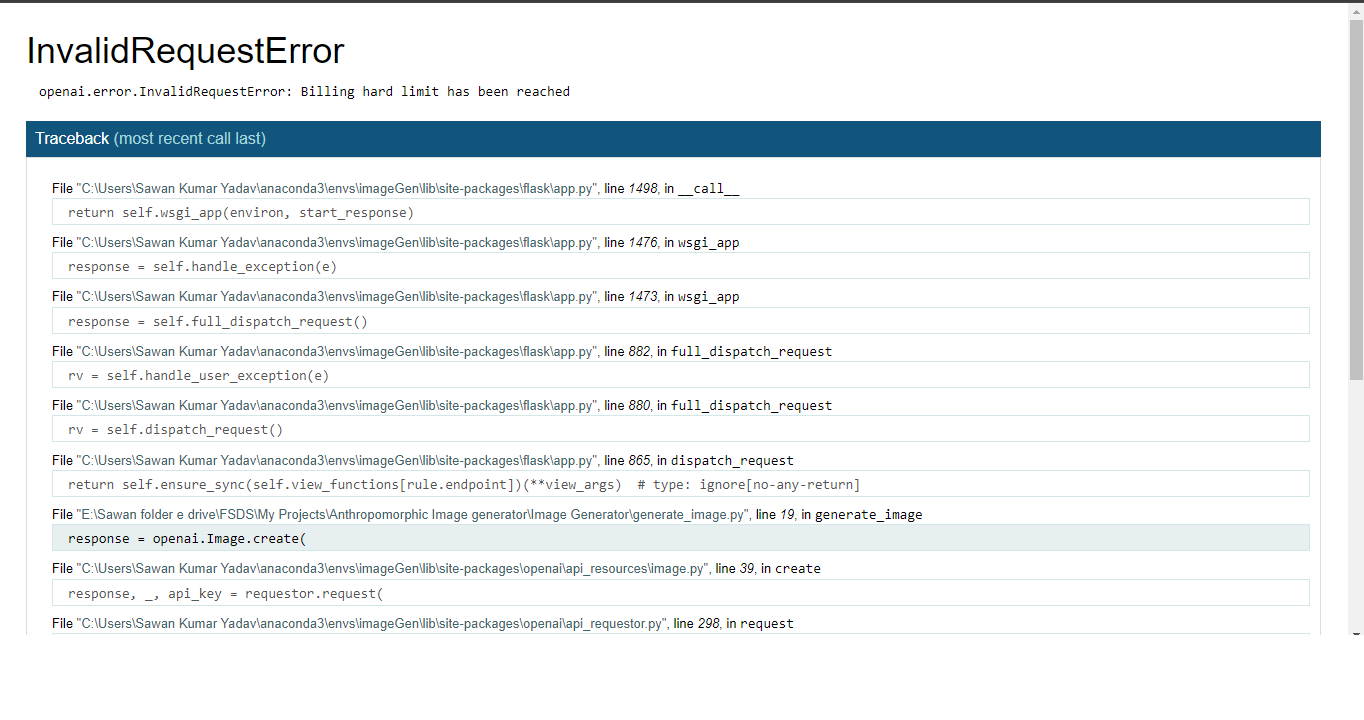 InvalidRequestError
openai.error.InvalidRequestError: Billing hard limit has been reached
Traceback (most recent call last)
File "C:\Users\Sawan Kumar Yadav\anaconda3\envs\imageGen\lib\site-packages\flask\app.py", line 1498, in __call__
return self.wsgi_app(environ, start_response)
File "C:\Users\Sawan Kumar Yadav\anaconda3\envs\imageGen\lib\site-packages\flask\app.py", line 1476, in wsgi_app
response = self.handle_exception(e)
File "C:\Users\Sawan Kumar Yadav\anaconda3\envs\imageGen\lib\site-packages\flask\app.py", line 1473, in wsgi_app
response = self.full_dispatch_request()
File "C:\Users\Sawan Kumar Yadav\anaconda3\envs\imageGen\lib\site-packages\flask\app.py", line 882, in full_dispatch_request
rv = self.handle_user_exception(e)
File "C:\Users\Sawan Kumar Yadav\anaconda3\envs\imageGen\lib\site-packages\flask\app.py", line 880, in full_dispatch_request
rv = self.dispatch_request()
File "C:\Users\Sawan Kumar Yadav\anaconda3\envs\imageGen\lib\site-packages\flask\app.py", line 865, in dispatch_request
return self.ensure_sync(self.view_functions[rule.endpoint])(**view_args)  # type: ignore[no-any-return]
File "E:\Sawan folder e drive\FSDS\My Projects\Anthropomorphic Image generator\Image Generator\generate_image.py", line 19, in generate_image
response = openai.Image.create(
File "C:\Users\Sawan Kumar Yadav\anaconda3\envs\imageGen\lib\site-packages\openai\api_resources\image.py", line 39, in create
response, _, api_key = requestor.request(
File "C:\Users\Sawan Kumar Yadav\anaconda3\envs\imageGen\lib\site-packages\openai\api_requestor.py", line 298, in request